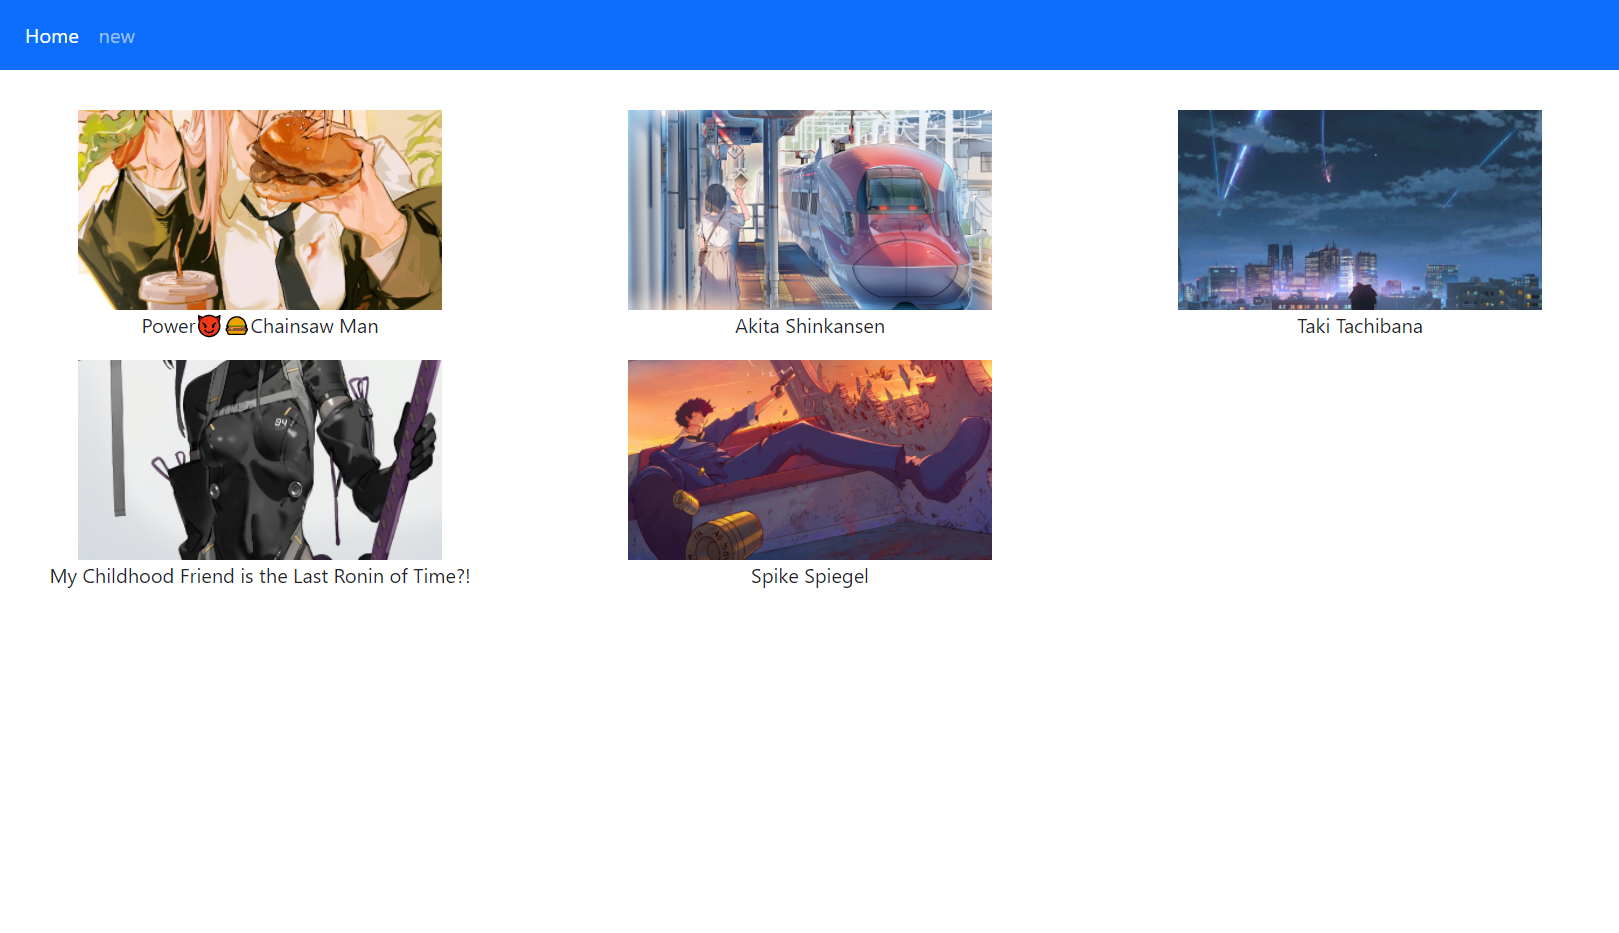 Home new
Power😈🍔Chainsaw Man
Akita Shinkansen
Taki Tachibana
04
My Childhood Friend is the Last Ronin of Time?!
Spike Spiegel